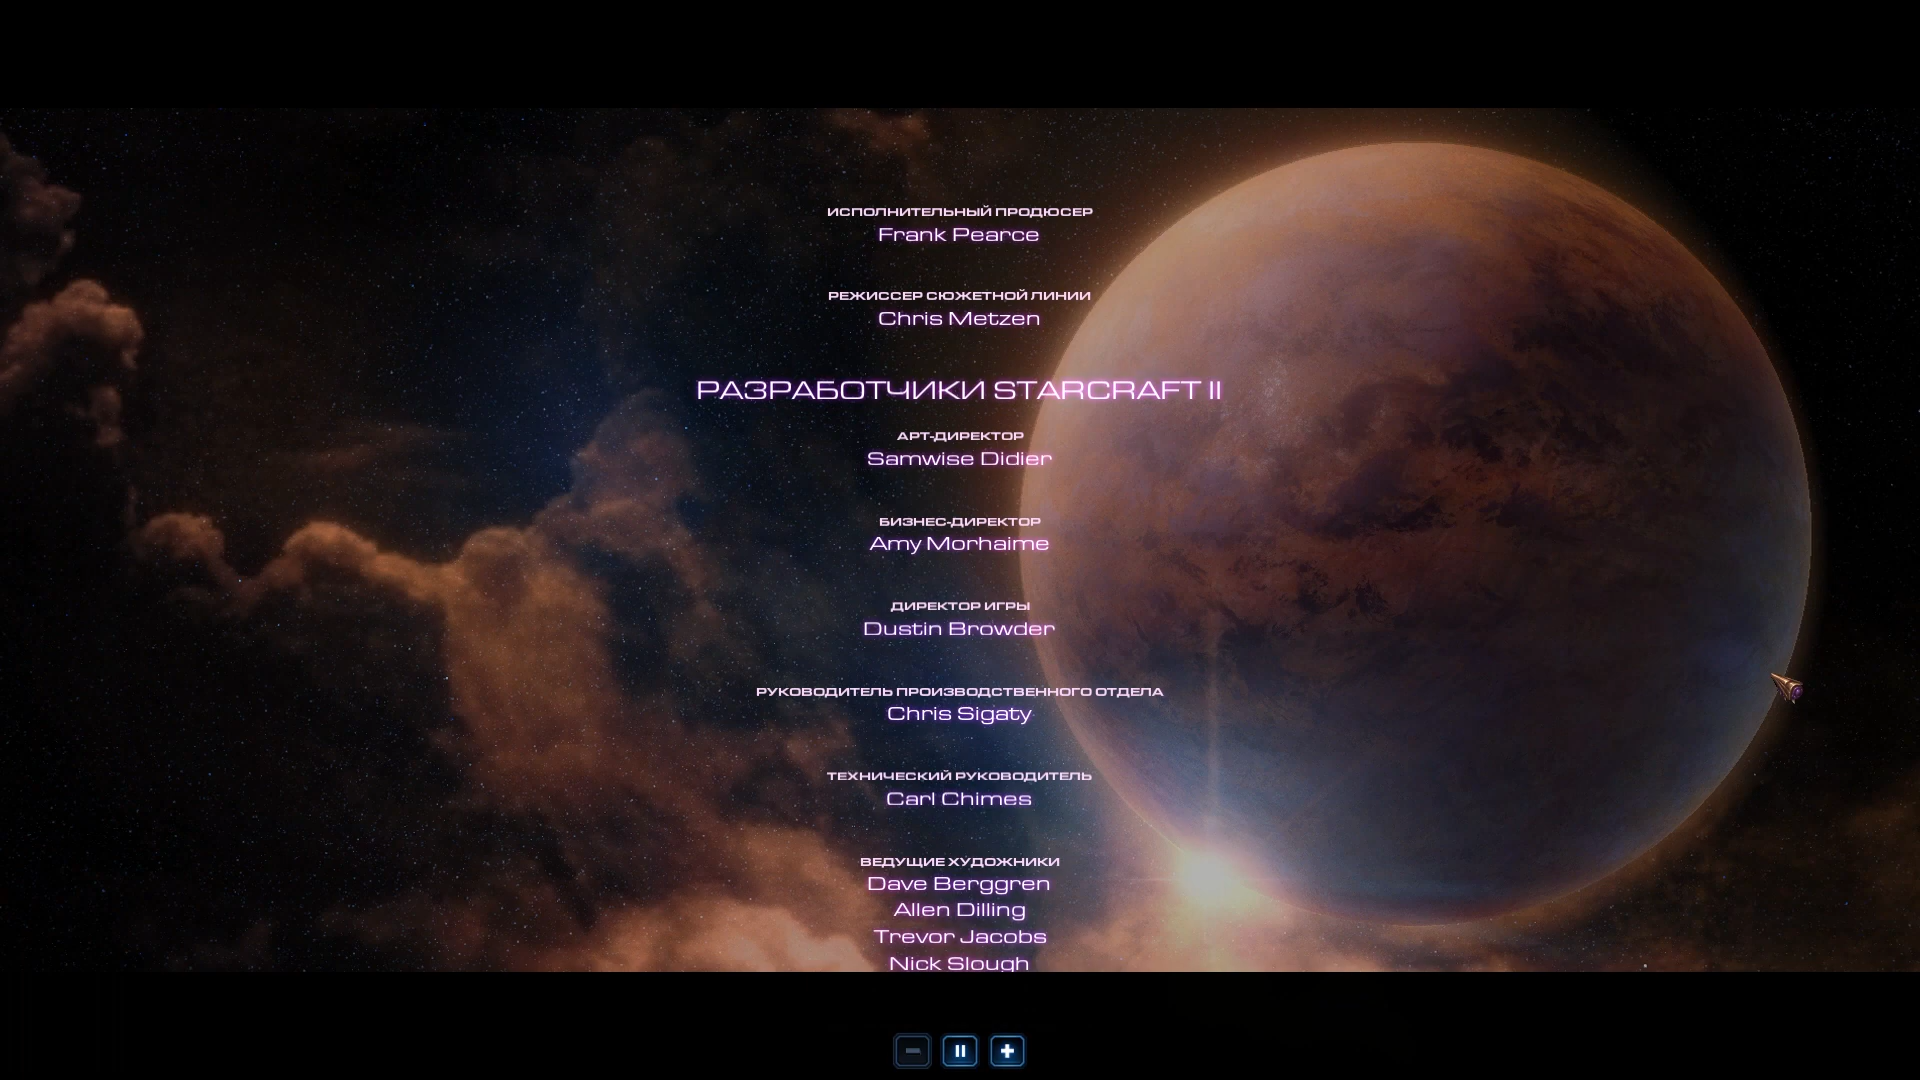 ИСПОЛНИТЕЛЬНЫЙ ПРОДЮСЕР
Frank Pearce
РЕЖИССЕР СЮЖЕТНОЙ ЛИНИИ
Chris Metzen
РАЗРАБОТЧИКИ STARCRAFT II
АРТ-ДИРЕКТОР
Samwise Didier
БИЗНЕС-ДИРЕКТОР
Amy Morhaime
ДИРЕКТОР ИГРЫ
Dustin Browder
РУКОВОДИТЕЛЬ ПРОИЗВОДСТВЕННОГО ОТДЕЛА
Chris Sigaty
ТЕХНИЧЕСКИЙ РУКОВОДИТЕЛЬ
Carl Chimes
ВЕДУЩИЕ ХУДОЖНИКИ
Dave Berggren
Allen Dilling
Trevor Jacobs
Nick Slough